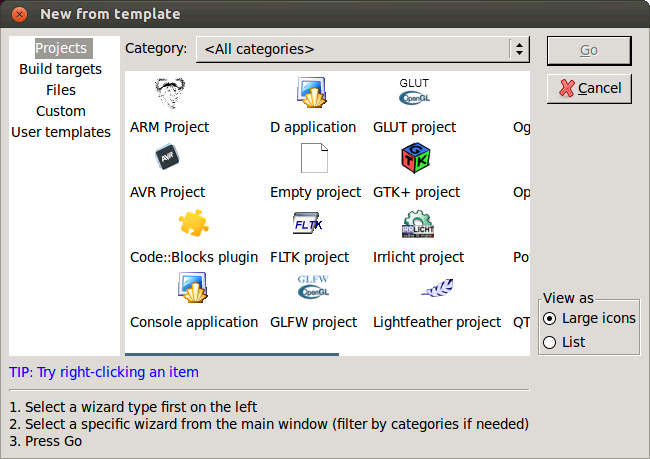 New from template
Projects
Build targets
Files
Custom
User templates
Category: <All categories>
Go
Cancel
ARM Project
D application
GLUT
OpenGL
GLUT project
Og
AVR
AVR Project
Empty project
GTK
GTK+ project
Op
Code::Blocks plugin
FLTK
FLTK project
IRRLICHT
Irrlicht project
Po
Console application
GLFW
OpenGL
GLFW project
Lightfeather project
QT
View as
Large icons
List
TIP: Try right-clicking an item
1. Select a wizard type first on the left
2. Select a specific wizard from the main window (filter by categories if needed)
3. Press Go